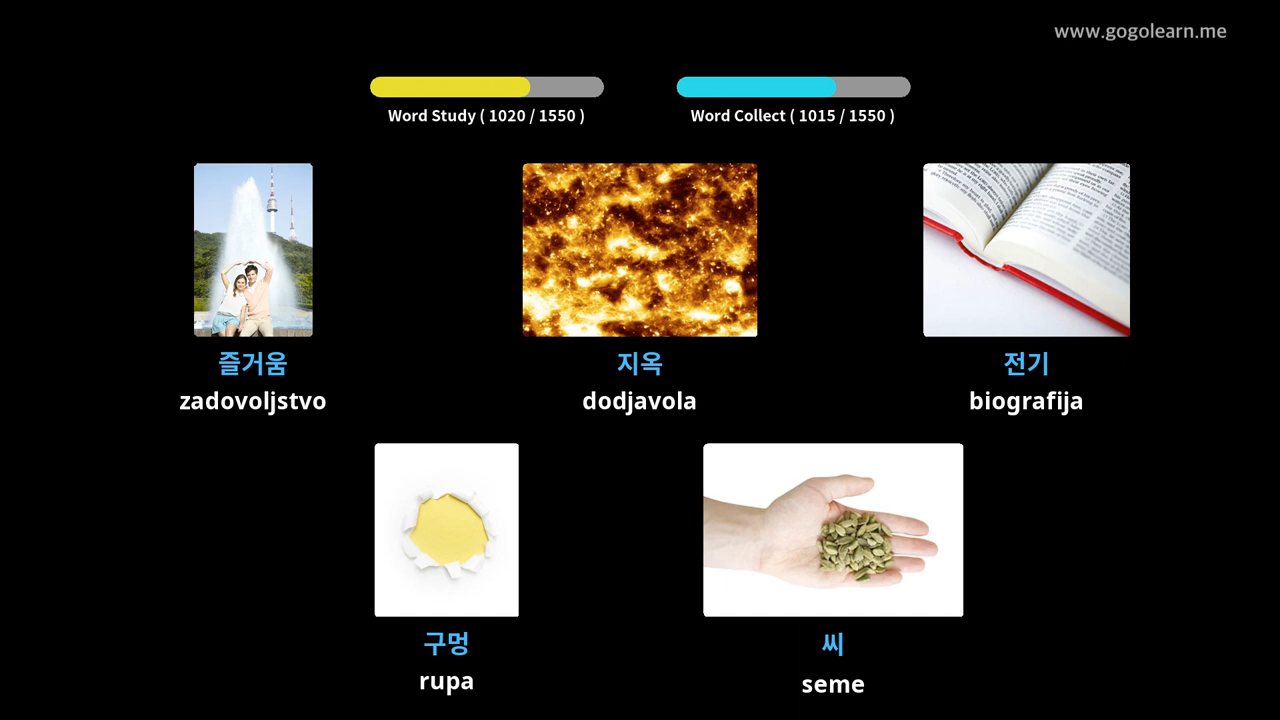 www.gogolearn.me
Word Study ( 1020 / 1550 )
Word Collect ( 1015 / 1550 )
즐거움
zadovoljstvo
지옥
dodjavola
전기
biografija
구멍
rupa
씨
seme